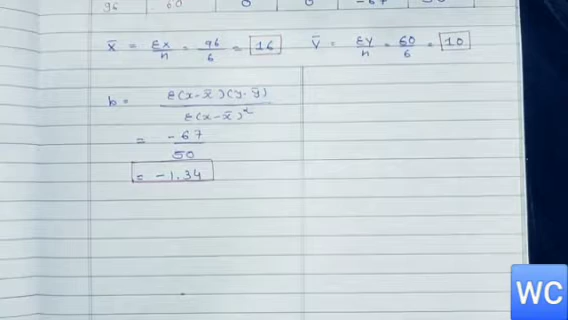 96 60 0 0 -67 50
x̄ = Σx/n = 96/6 = 16 ȳ = Σy/n = 60/6 = 10
b = Σ(x-x̄)(y-ȳ) / Σ(x-x̄)²
= -67/50
= -1.34
WC